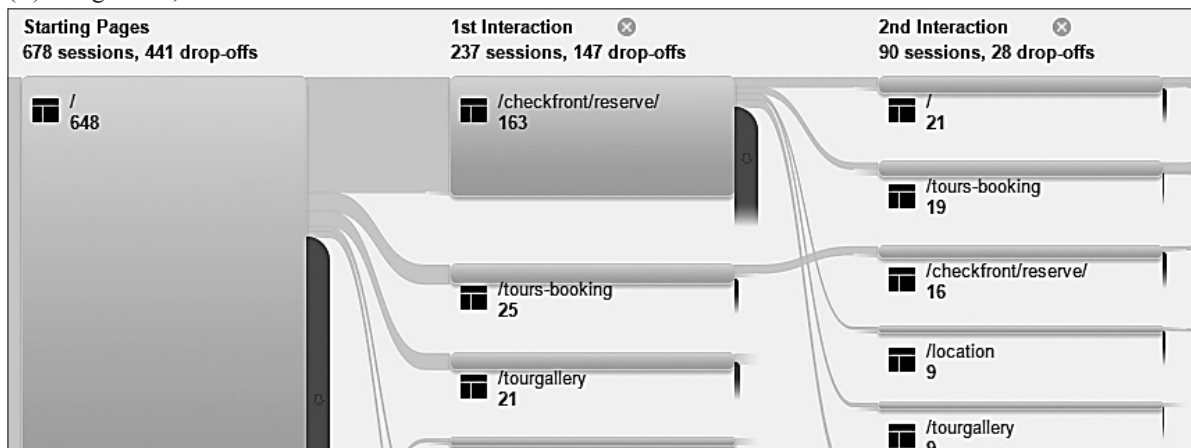 Starting Pages
678 sessions, 441 drop-offs
/
648
1st Interaction
237 sessions, 147 drop-offs
/checkfront/reserve/
163
/tours-booking
25
/tourgallery
21
2nd Interaction
90 sessions, 28 drop-offs
/
21
/tours-booking
19
/checkfront/reserve/
16
/location
9
/tourgallery
9